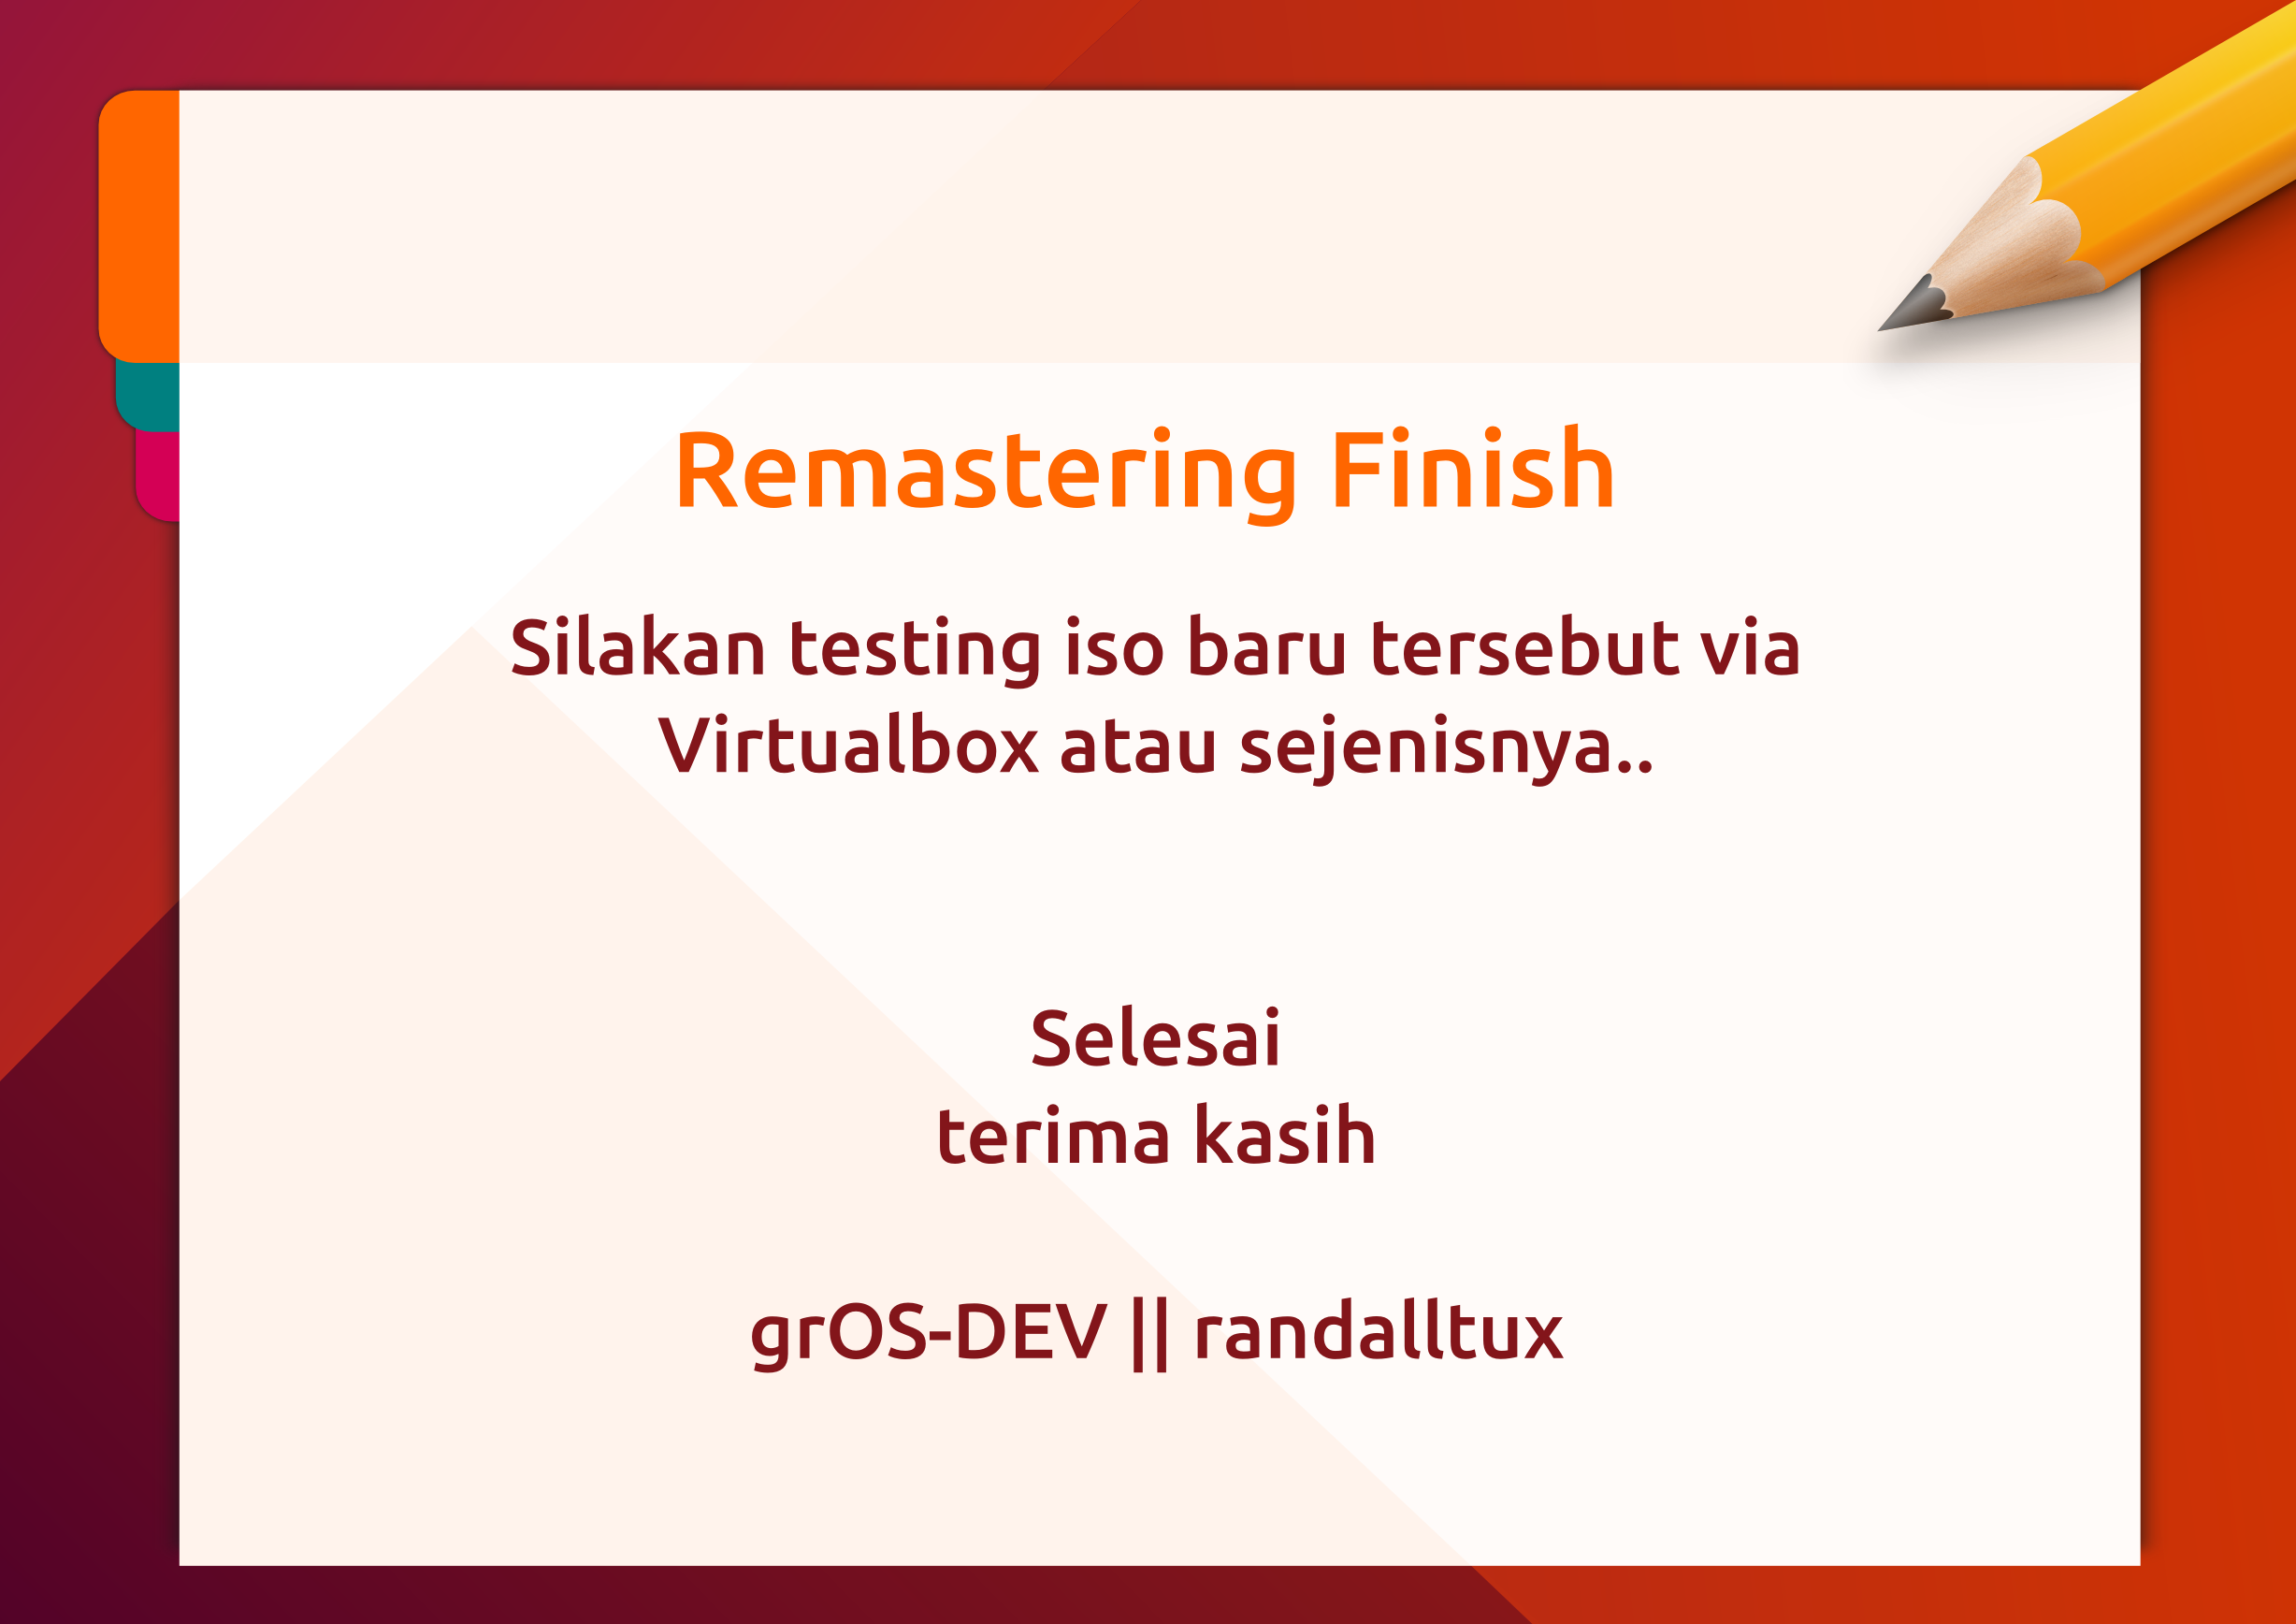 Remastering Finish
Silakan testing iso baru tersebut via
Virtualbox atau sejenisnya..
Selesai
terima kasih
grOS-DEV || randalltux